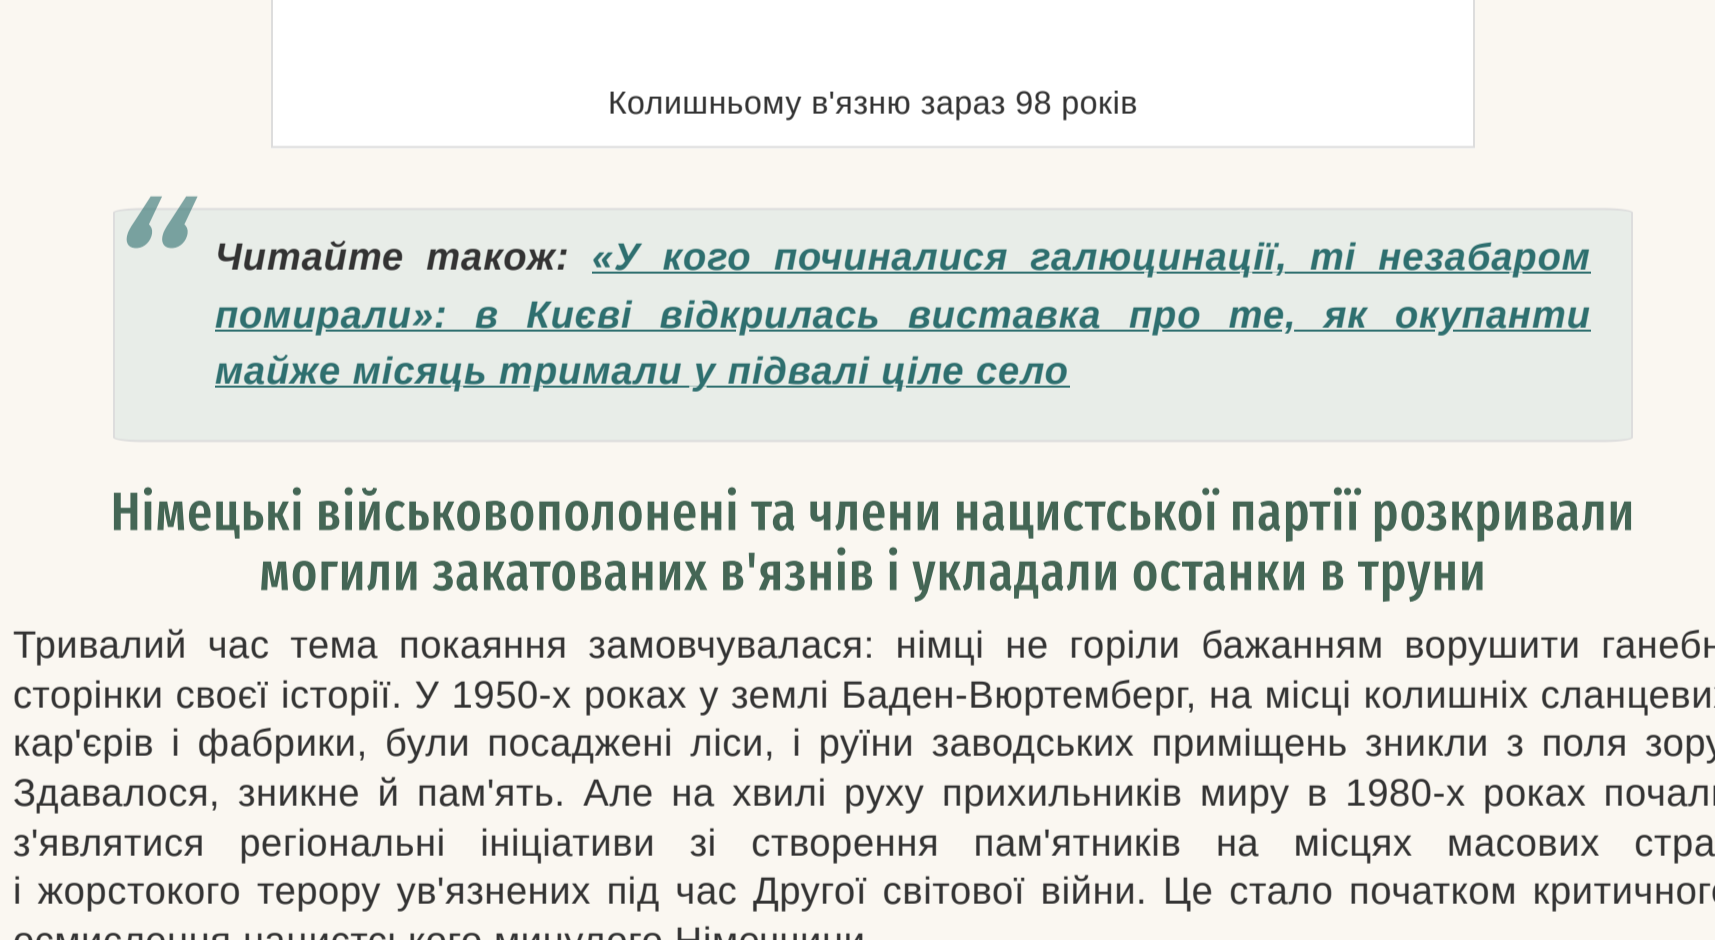 Колишньому в'язню зараз 98 років
Читайте також: «У кого починалися галюцинації, ті незабаром
помирали»: в Києві відкрилась виставка про те, як окупанти
майже місяць тримали у підвалі ціле село
Німецькі військовополонені та члени нацистської партії розкривали
могили закатованих в'язнів і укладали останки в труни
Тривалий час тема покаяння замовчувалася: німці не горіли бажанням ворушити
сторінки своєї історії. У 1950-х роках у землі Баден-Вюртемберг, на місці колишніх
кар'єрів і фабрики, були посаджені ліси, і руїни заводських приміщень зникли з поля зору
Здавалося, зникне й пам'ять. Але на хвилі руху прихильників миру в 1980-х роках
з'являтися регіональні ініціативи зі створення пам'ятників на місцях масових
і жорстокого терору ув'язнених під час Другої світової війни. Це стало початком
осмислення нацистського минулого Німеччини.